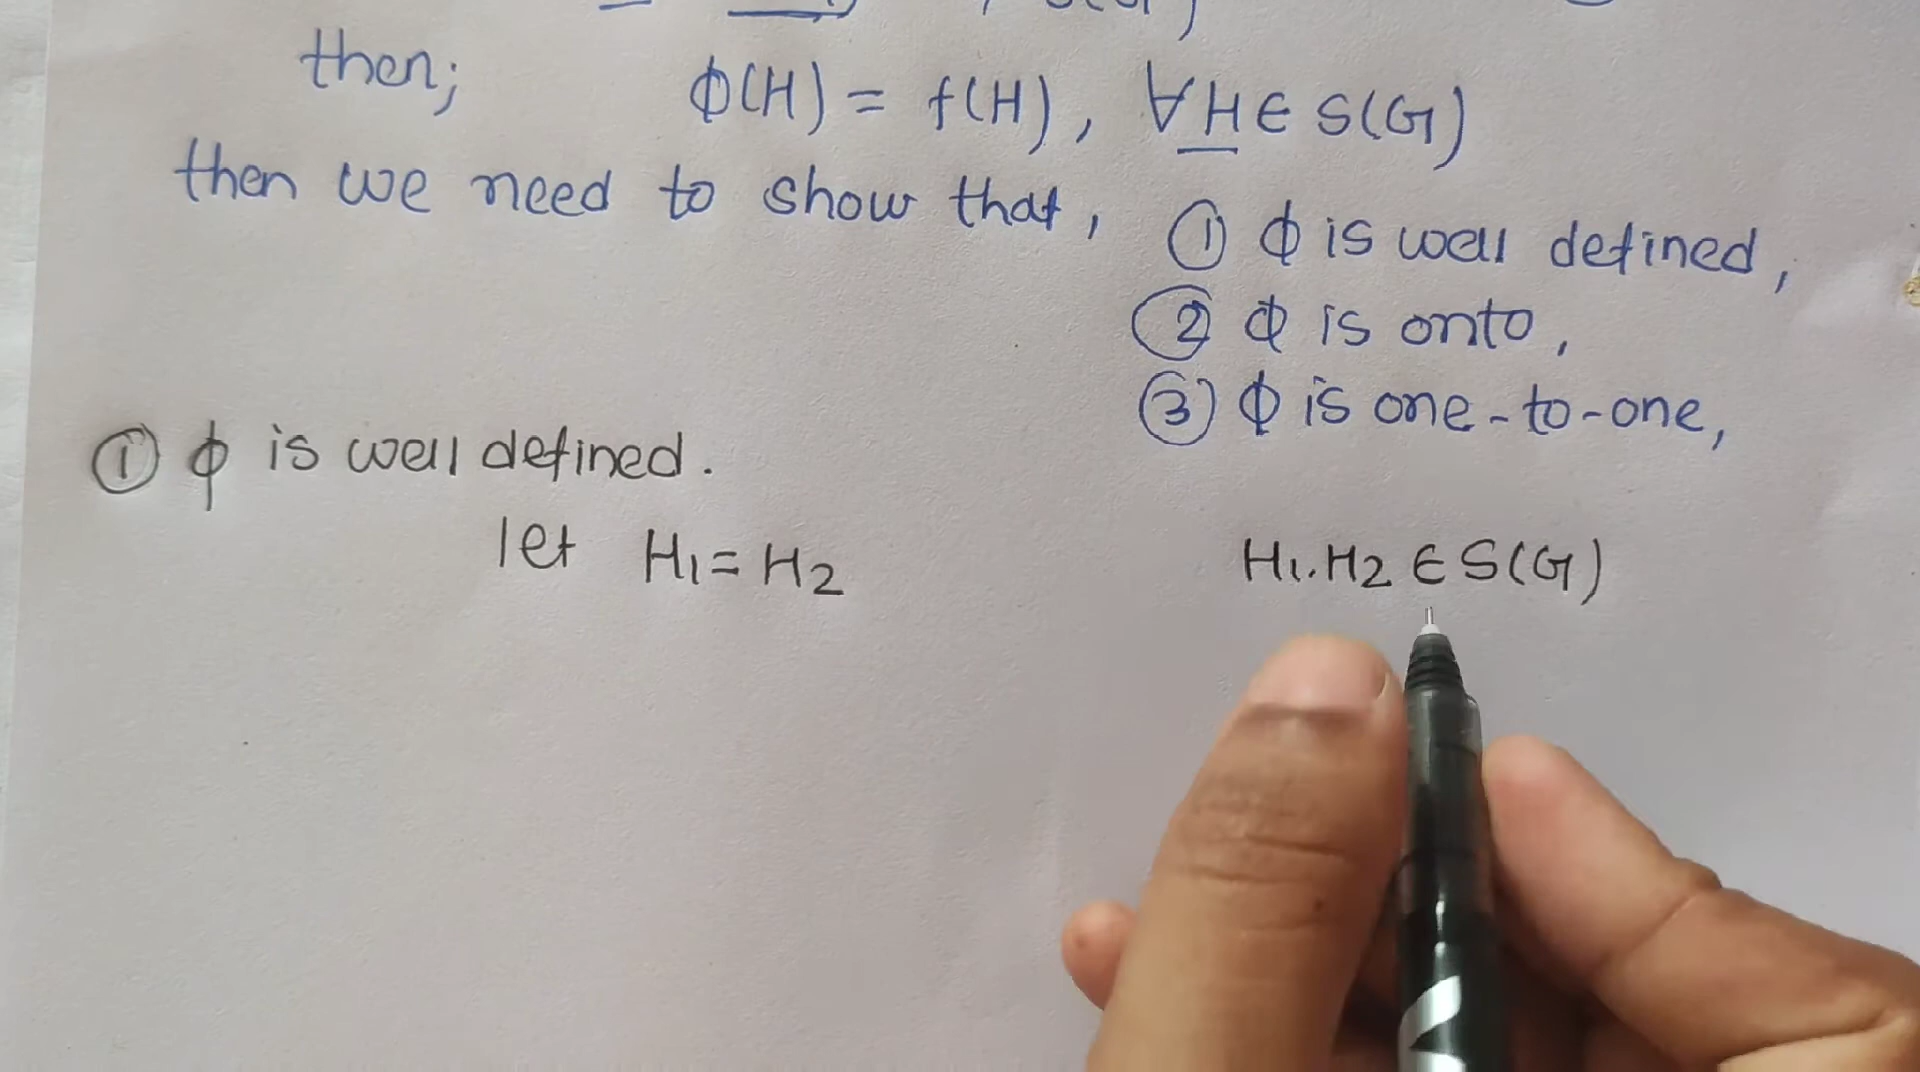 then; ϕ(H) = f(H), ∀H∈ S(G)
then we need to show that, ① ϕ is well defined,
② ϕ is onto,
③ ϕ is one-to-one,
① ϕ is well defined.
let H₁ = H₂ H₁,H₂ ∈ S(G)